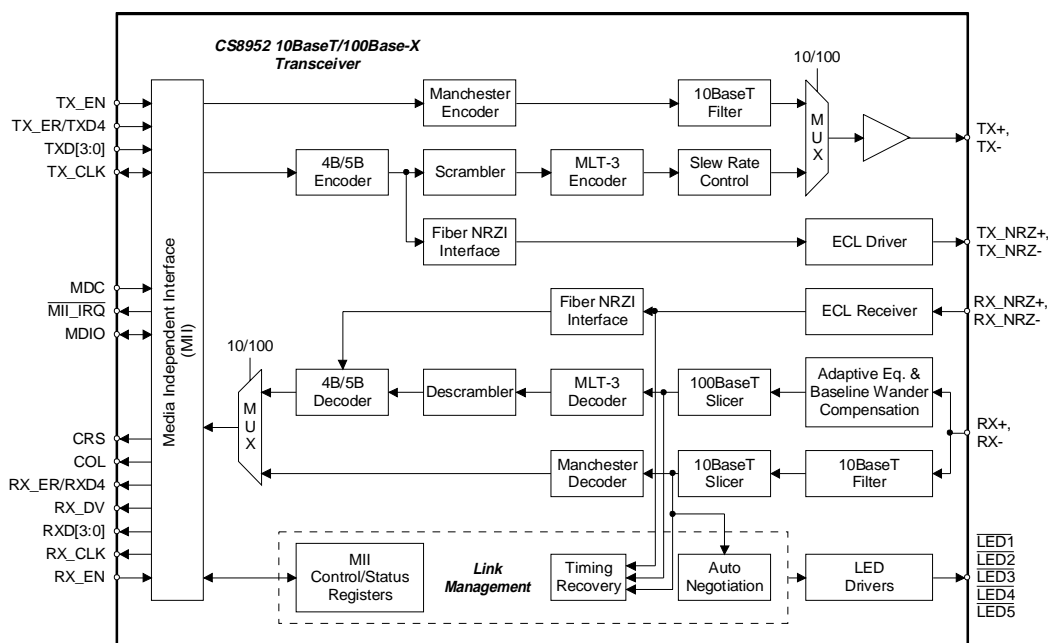 CS8952 10BaseT/100Base-X
Transceiver
10/100
TX_EN
TX_ER/TXD4
TXD[3:0]
TX_CLK
Manchester
Encoder
10BaseT
Filter
MUX
TX+,
TX-
4B/5B
Encoder
Scrambler
MLT-3
Encoder
Slew Rate
Control
Fiber NRZI
Interface
ECL Driver
TX_NRZ+,
TX_NRZ-
Media Independent Interface
(MII)
MDC
MII_IRQ
MDIO
Fiber NRZI
Interface
ECL Receiver
RX_NRZ+,
RX_NRZ-
10/100
MUX
4B/5B
Decoder
Descrambler
MLT-3
Decoder
100BaseT
Slicer
Adaptive Eq. &
Baseline Wander
Compensation
RX+,
RX-
CRS
COL
RX_ER/RXD4
RX_DV
RXD[3:0]
RX_CLK
RX_EN
Manchester
Decoder
10BaseT
Slicer
10BaseT
Filter
MII
Control/Status
Registers
Link
Management
Timing
Recovery
Auto
Negotiation
LED
Drivers
LED1
LED2
LED3
LED4
LED5